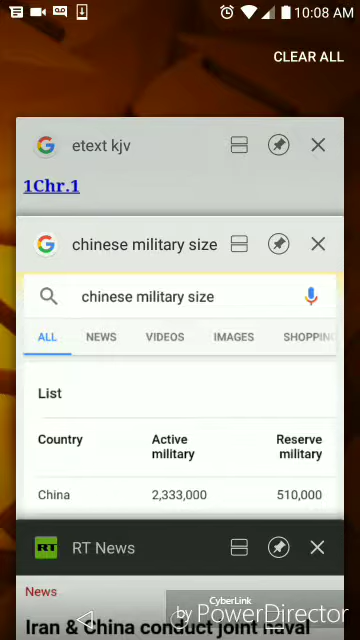 10:08 AM
CLEAR ALL
etext kjv
1Chr.1
chinese military size
chinese military size
ALL NEWS VIDEOS IMAGES SHOPPING
List
Country Active military Reserve military
China 2,333,000 510,000
RT RT News
News
Iran & China conduct joint naval
CyberLink
by PowerDirector